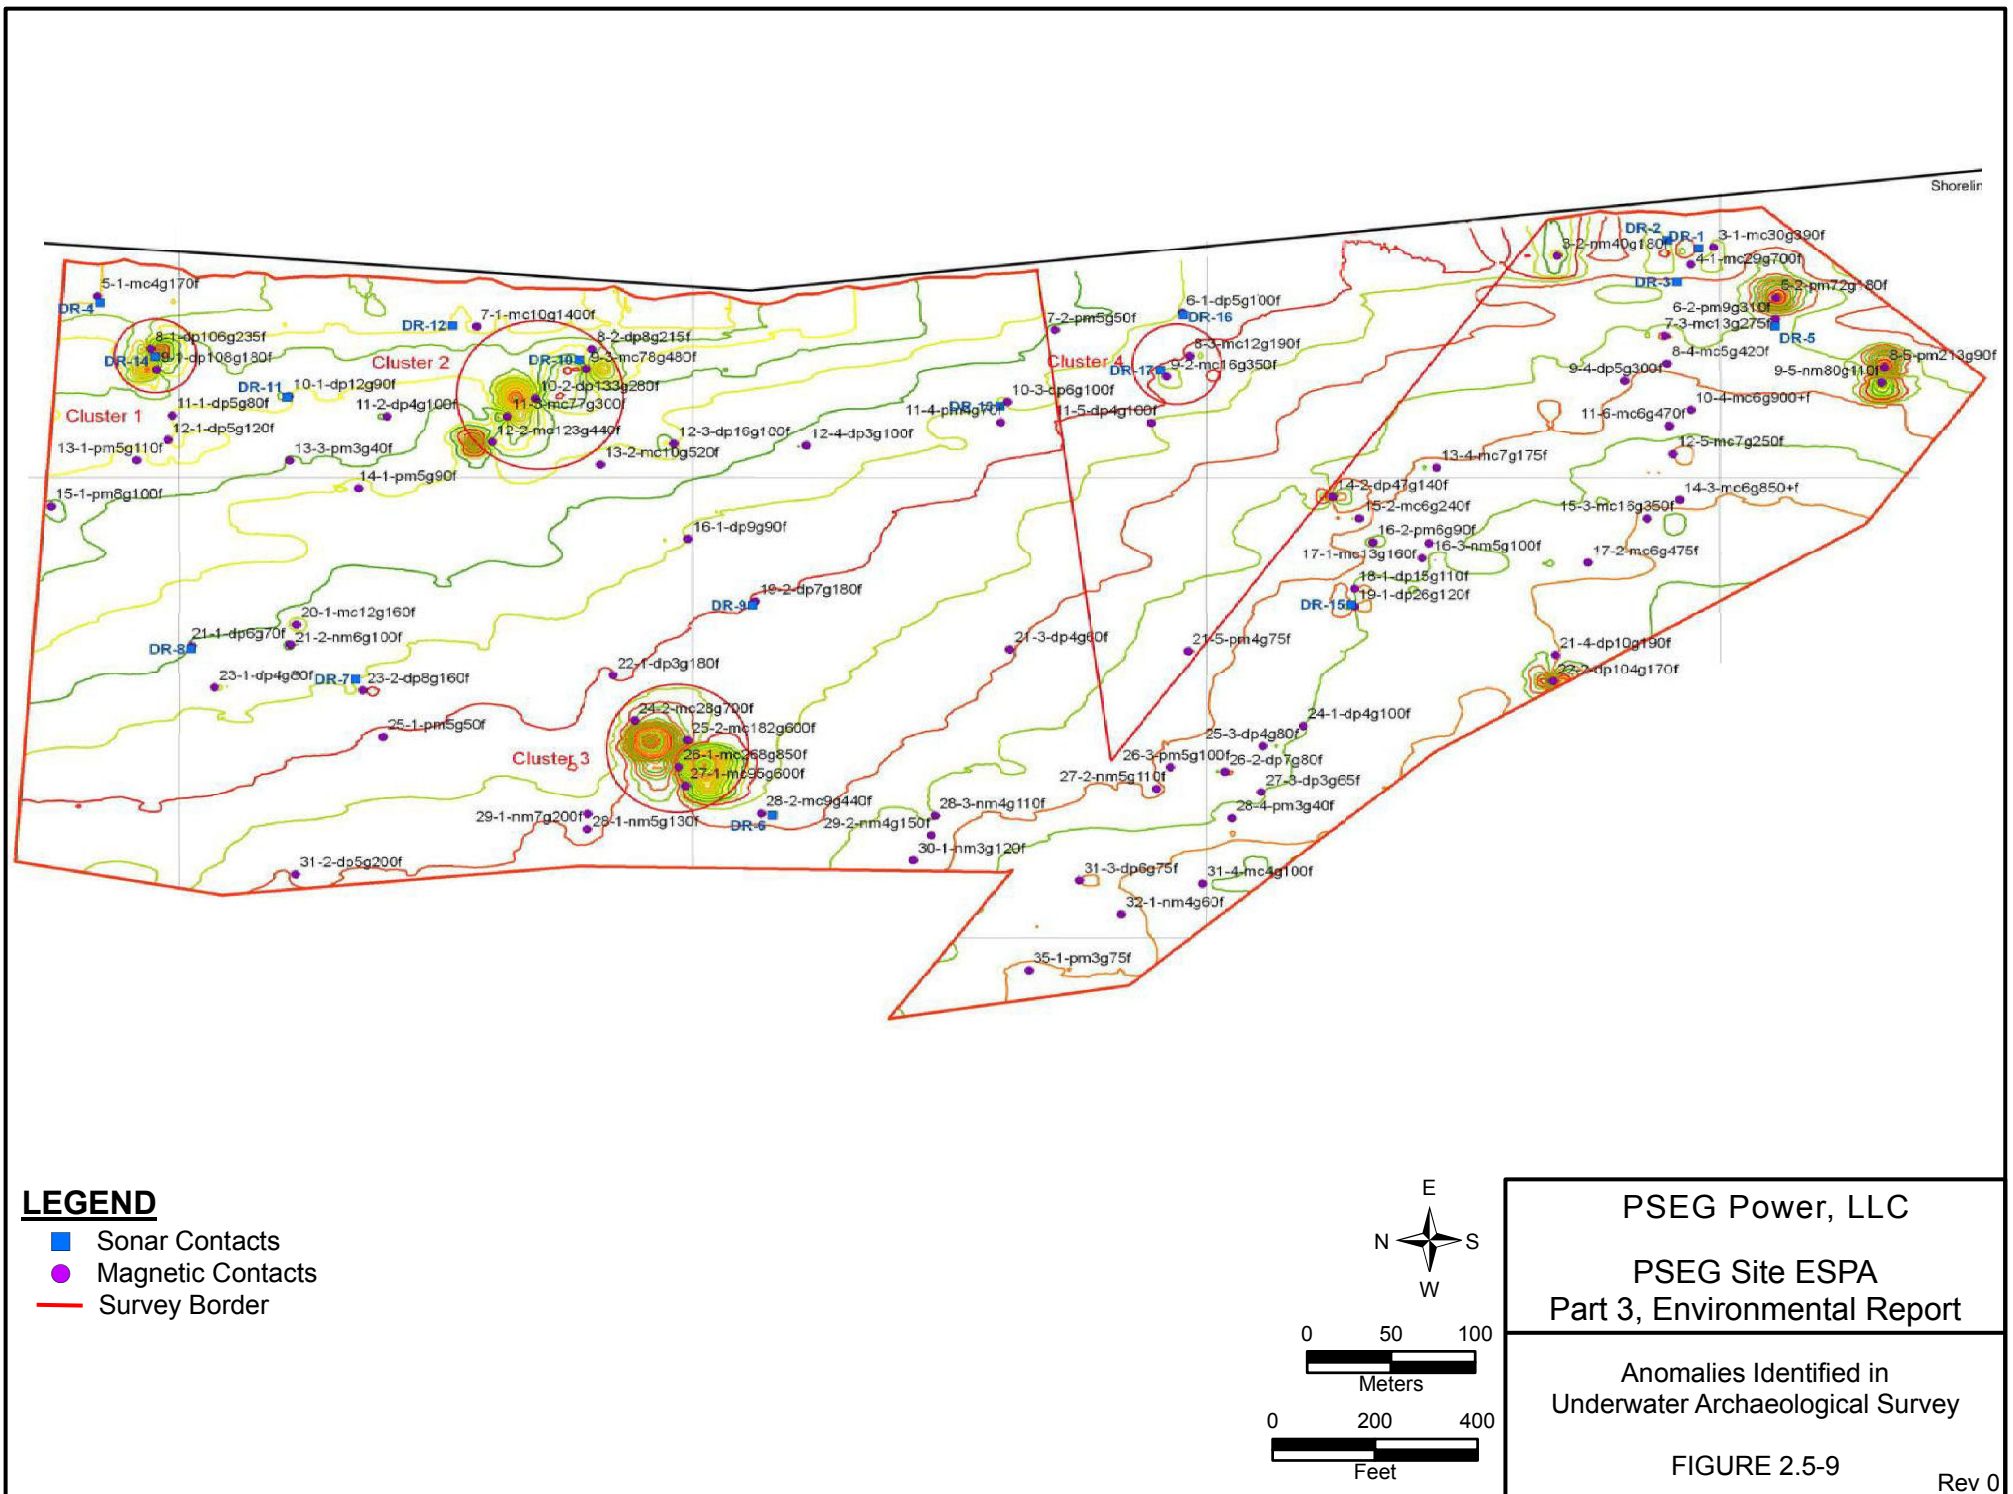 Shorelin
DR-2
DR-1
3-1-mc30g390f
3-2-nm40g180f
4-1-mc29g700f
5-1-mc4g170f
DR-4
DR-3
5-2-pm72g180f
6-1-dp5g100f
DR-16
6-2-pm9g310f
7-1-mc10g1400f
DR-12
7-2-pm5g50f
7-3-mc13g275f
DR-5
8-1-dp106g235f
8-2-dp8g215f
8-3-mc12g190f
8-4-mc5g420f
8-5-pm213g90f
DR-14
9-1-dp108g180f
Cluster 2
DR-10
9-3-mc78g480f
Cluster 4
DR-17
9-2-mc16g350f
9-4-dp5g300f
9-5-nm80g110f
DR-11
10-1-dp12g90f
10-2-dp133g280f
10-3-dp6g100f
10-4-mc6g900+f
Cluster 1
11-1-dp5g80f
11-2-dp4g100f
11-3-mc77g300f
11-4-pm4g70f
11-5-dp4g100f
11-6-mc6g470f
12-1-dp5g120f
12-2-mc123g440f
12-3-dp16g100f
12-4-dp3g100f
12-5-mc7g250f
13-1-pm5g110f
13-3-pm3g40f
13-2-mc10g520f
13-4-mc7g175f
14-1-pm5g90f
14-2-dp47g140f
14-3-mc6g850+f
15-1-pm8g100f
15-2-mc6g240f
15-3-mc16g350f
16-1-dp9g90f
16-2-pm6g90f
16-3-nm5g100f
17-1-mc13g160f
17-2-mc6g475f
18-1-dp15g110f
DR-9
19-2-dp7g180f
DR-15
19-1-dp26g120f
20-1-mc12g160f
21-1-dp6g70f
21-2-nm6g100f
DR-8
21-3-dp4g60f
21-5-pm4g75f
21-4-dp10g190f
22-1-dp3g180f
22-2-dp104g170f
23-1-dp4g80f
DR-7
23-2-dp8g160f
24-2-mc28g700f
24-1-dp4g100f
25-1-pm5g50f
25-2-mc182g600f
25-3-dp4g80f
Cluster 3
26-1-mc268g850f
26-3-pm5g100f
26-2-dp7g80f
27-1-mc95g600f
27-2-nm5g110f
27-3-dp3g65f
28-2-mc9g440f
28-3-nm4g110f
28-4-pm3g40f
29-1-nm7g200f
28-1-nm5g130f
DR-6
29-2-nm4g150f
30-1-nm3g120f
31-2-dp5g200f
31-3-dp6g75f
31-4-mc4g100f
32-1-nm4g60f
35-1-pm3g75f
LEGEND
Sonar Contacts
Magnetic Contacts
Survey Border
E
N S
W
0 50 100
Meters
0 200 400
Feet
PSEG Power, LLC
PSEG Site ESPA
Part 3, Environmental Report
Anomalies Identified in
Underwater Archaeological Survey
FIGURE 2.5-9
Rev 0